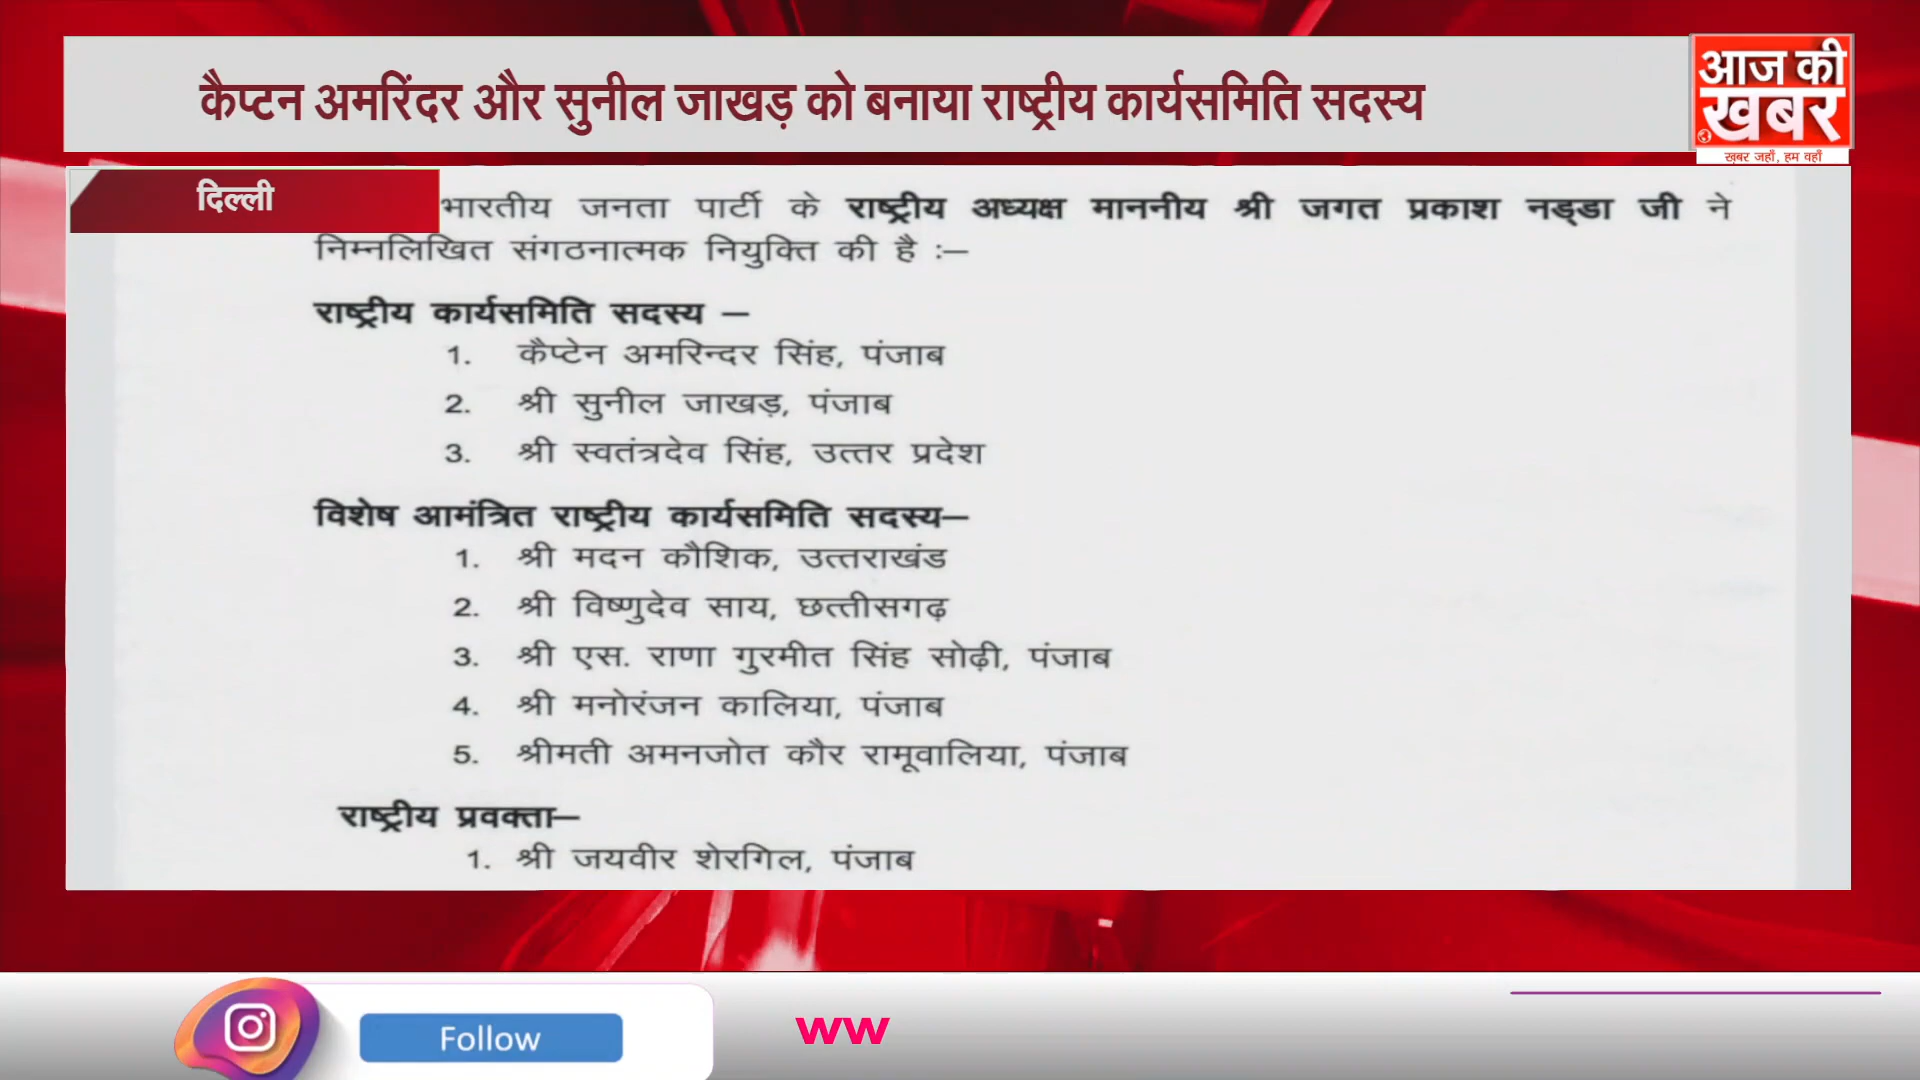 कैप्टन अमरिंदर और सुनील जाखड़ को बनाया राष्ट्रीय कार्यसमिति सदस्य
आज की
खबर
खबर जहाँ, हम वहाँ
दिल्ली
भारतीय जनता पार्टी के राष्ट्रीय अध्यक्ष माननीय श्री जगत प्रकाश नड्डा जी ने
निम्नलिखित संगठनात्मक नियुक्ति की है :–
राष्ट्रीय कार्यसमिति सदस्य –
1. कैप्टेन अमरिन्दर सिंह, पंजाब
2. श्री सुनील जाखड़, पंजाब
3. श्री स्वतंत्रदेव सिंह, उत्तर प्रदेश
विशेष आमंत्रित राष्ट्रीय कार्यसमिति सदस्य–
1. श्री मदन कौशिक, उत्तराखंड
2. श्री विष्णुदेव साय, छत्तीसगढ़
3. श्री एस. राणा गुरमीत सिंह सोढ़ी, पंजाब
4. श्री मनोरंजन कालिया, पंजाब
5. श्रीमती अमनजोत कौर रामूवालिया, पंजाब
राष्ट्रीय प्रवक्ता–
1. श्री जयवीर शेरगिल, पंजाब
Follow
ww